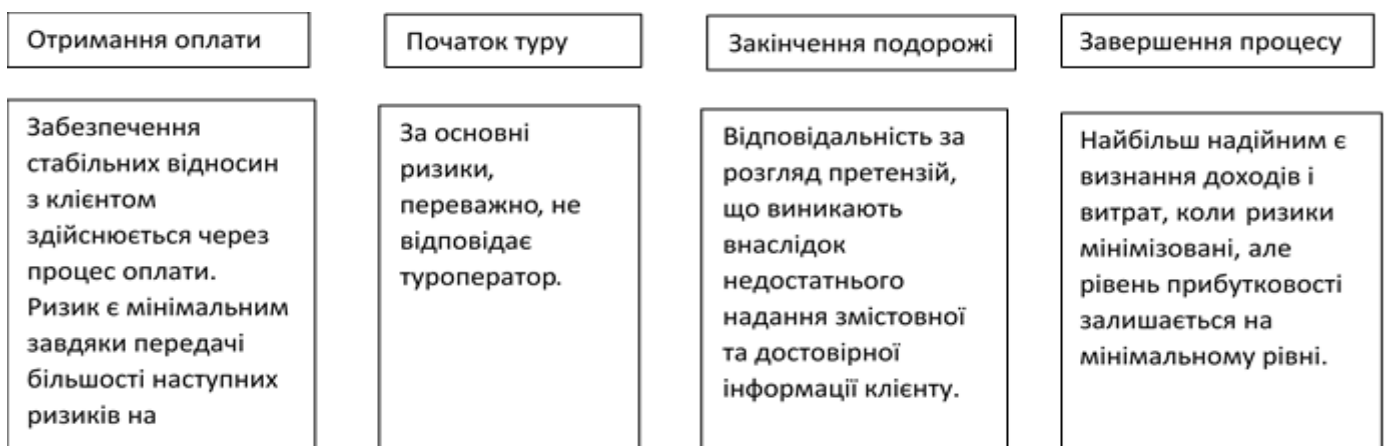 Отримання оплати
Початок туру
Закінчення подорожі
Завершення процесу
Забезпечення
стабільних відносин
з клієнтом
здійснюється через
процес оплати.
Ризик є мінімальним
завдяки передачі
більшості наступних
ризиків на
За основні
ризики,
переважно, не
відповідає
туроператор.
Відповідальність за
розгляд претензій,
що виникають
внаслідок
недостатнього
надання змістовної
та достовірної
інформації клієнту.
Найбільш надійним є
визнання доходів і
витрат, коли ризики
мінімізовані, але
рівень прибутковості
залишається на
мінімальному рівні.